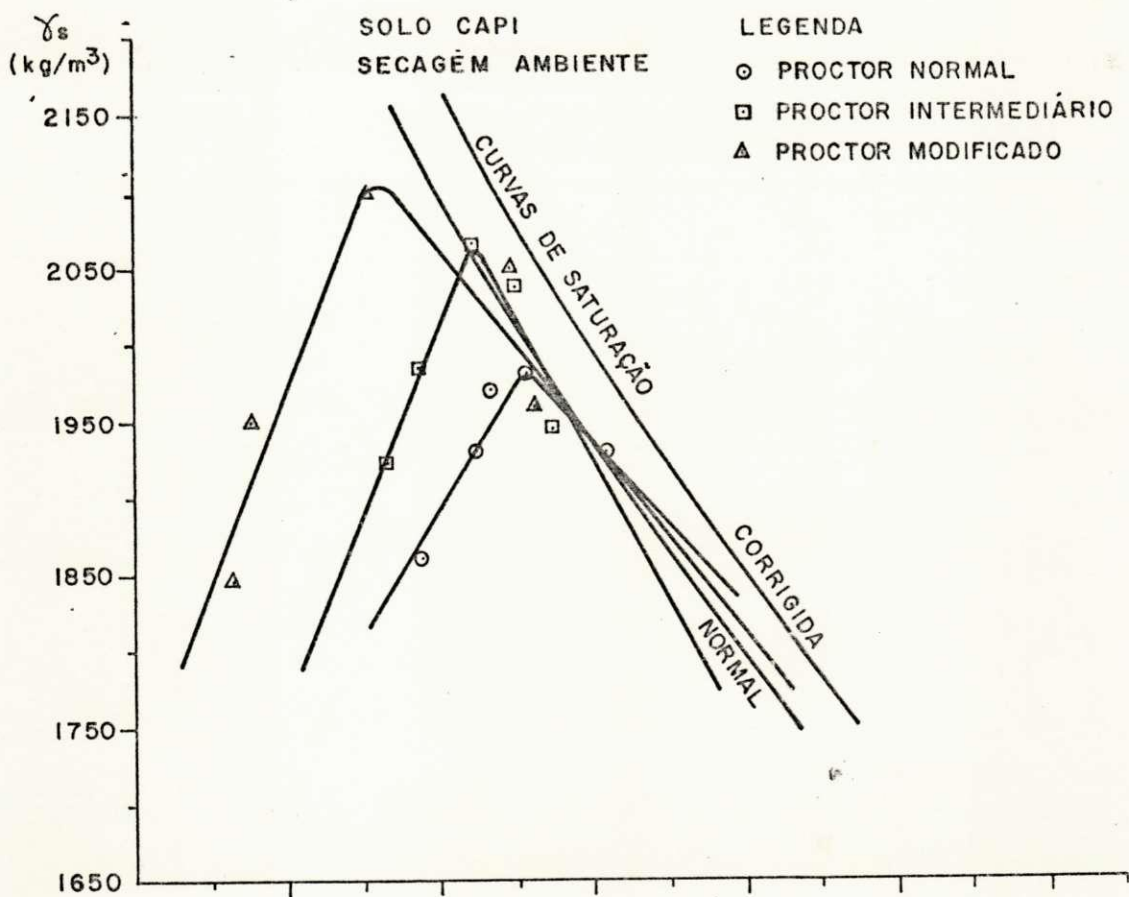 γs
(kg/m³)
SOLO CAPI
SECAGÉM AMBIENTE
LEGENDA
⊙ PROCTOR NORMAL
⊡ PROCTOR INTERMEDIÁRIO
◬ PROCTOR MODIFICADO
2150
2050
1950
1850
1750
1650
CURVAS DE SATURAÇÃO
CORRIGIDA
NORMAL